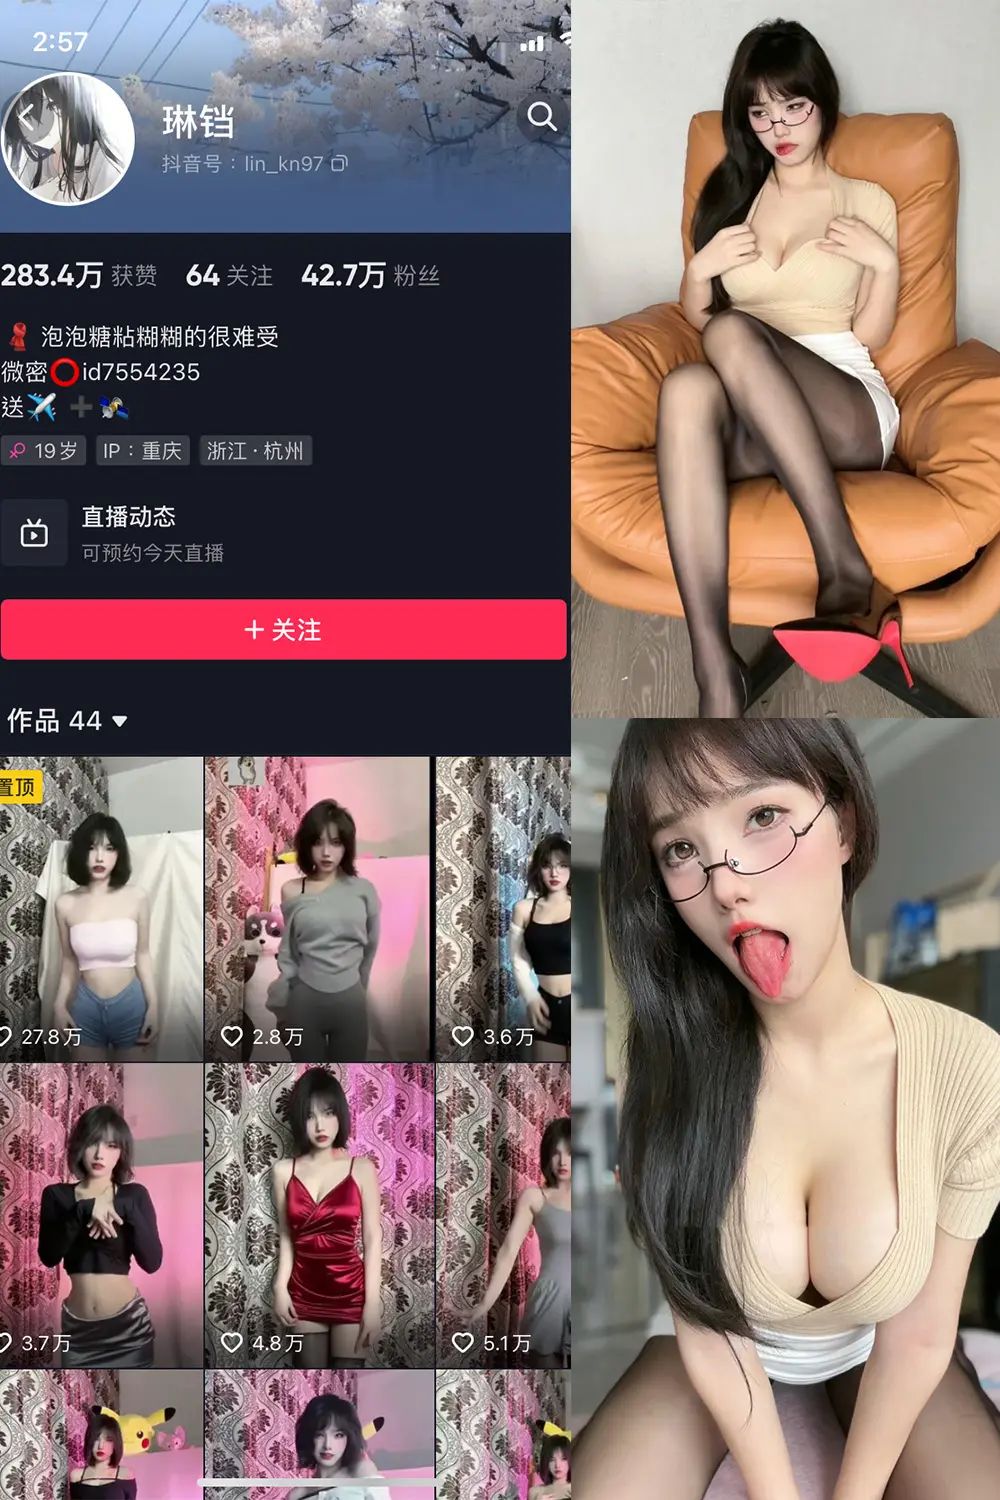 2:57
琳铛
抖音号：lin_kn97
283.4万 获赞 64 关注 42.7万 粉丝
泡泡糖粘糊糊的很难受
微密⭕id7554235
送✈️➕🛰️
19岁 IP：重庆 浙江·杭州
直播动态
可预约今天直播
+ 关注
作品 44
置顶
27.8万 2.8万 3.6万
3.7万 4.8万 5.1万